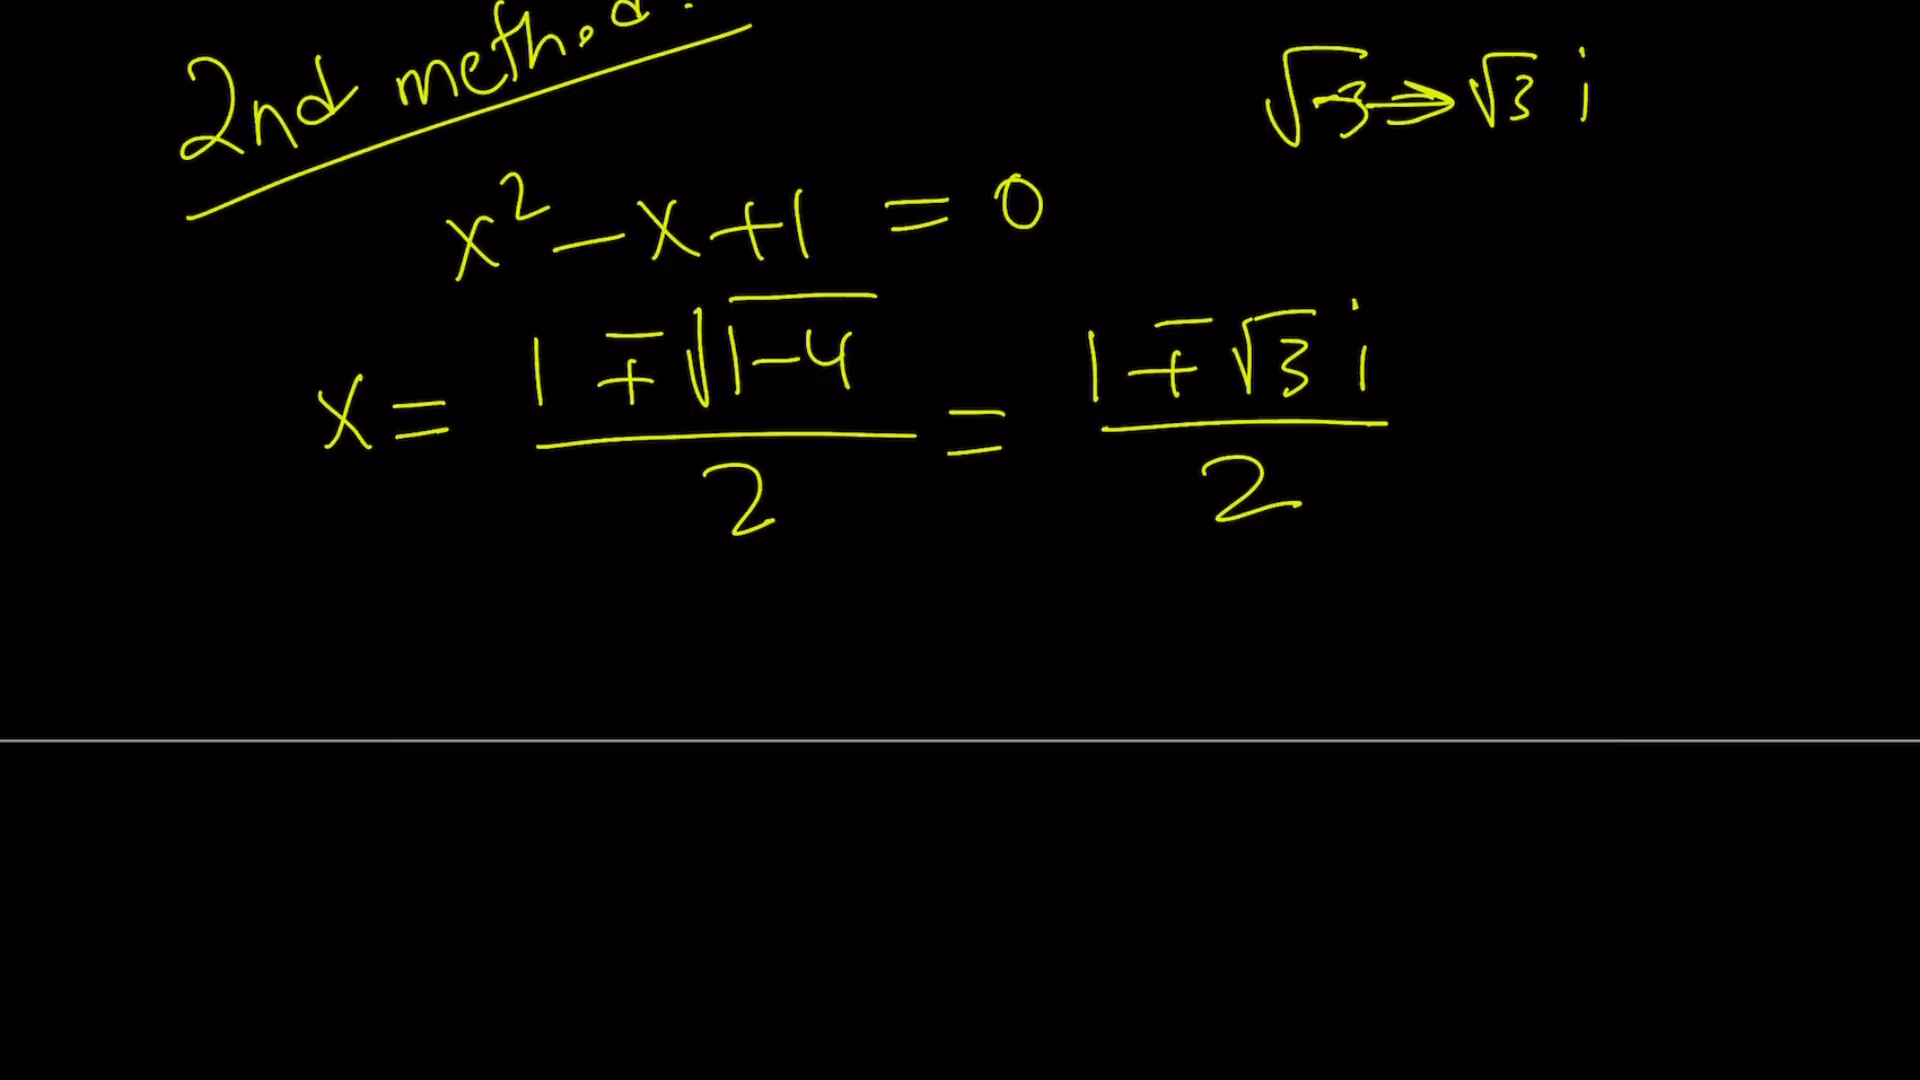 2nd method:
√-3 → √3 i
x² - x + 1 = 0
x = (1 ∓ √(1-4))/2 = (1 ∓ √3 i)/2